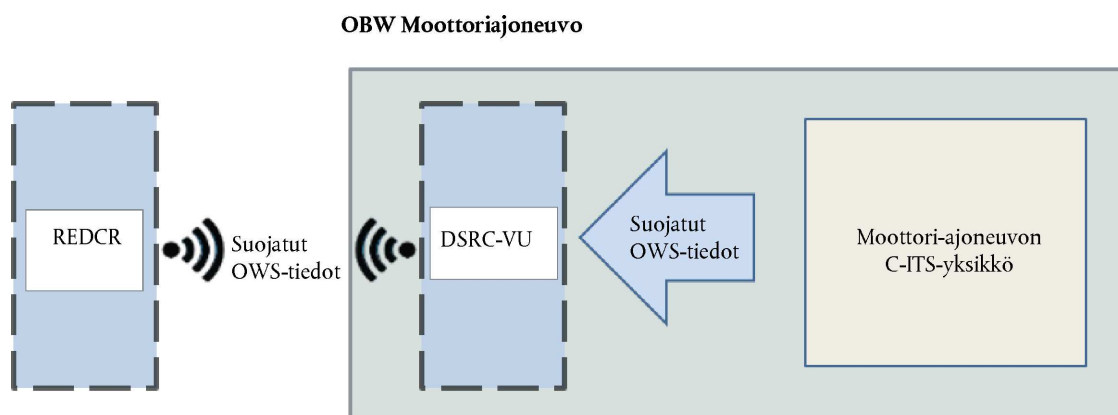 OBW Moottoriajoneuvo
REDCR
Suojatut
OWS-tiedot
DSRC-VU
Suojatut
OWS-tiedot
Moottori-ajoneuvon
C-ITS-yksikkö